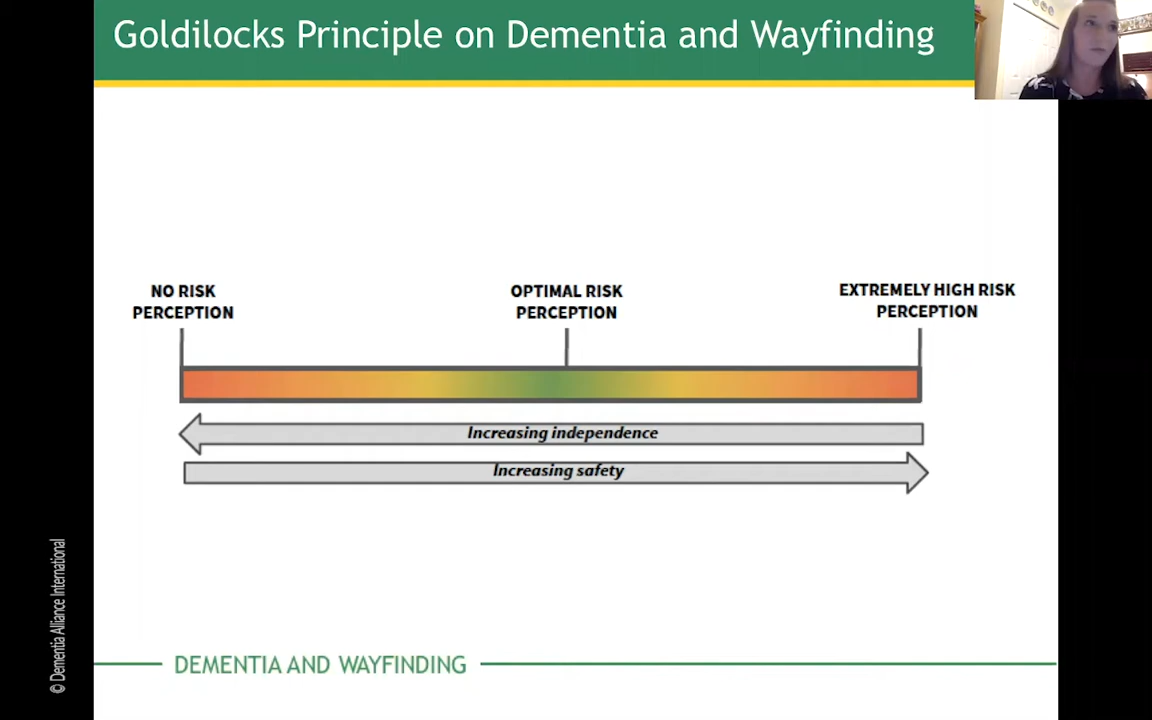 Goldilocks Principle on Dementia and Wayfinding
NO RISK
PERCEPTION
OPTIMAL RISK
PERCEPTION
EXTREMELY HIGH RISK
PERCEPTION
Increasing independence
Increasing safety
© Dementia Alliance International
DEMENTIA AND WAYFINDING